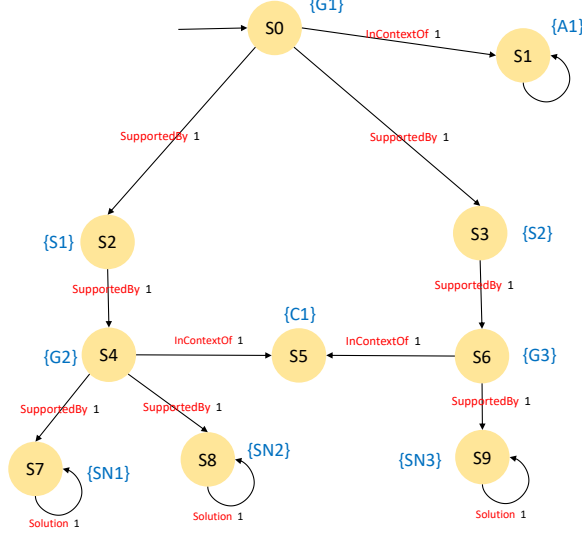 {G1}
S0
{A1}
InContextOf 1
S1
SupportedBy 1
SupportedBy 1
{S1}
S2
S3
{S2}
SupportedBy 1
SupportedBy 1
{C1}
InContextOf 1
InContextOf 1
{G2}
S4
S5
S6
{G3}
SupportedBy 1
SupportedBy 1
SupportedBy 1
S7
{SN1}
S8
{SN2}
{SN3}
S9
Solution 1
Solution 1
Solution 1